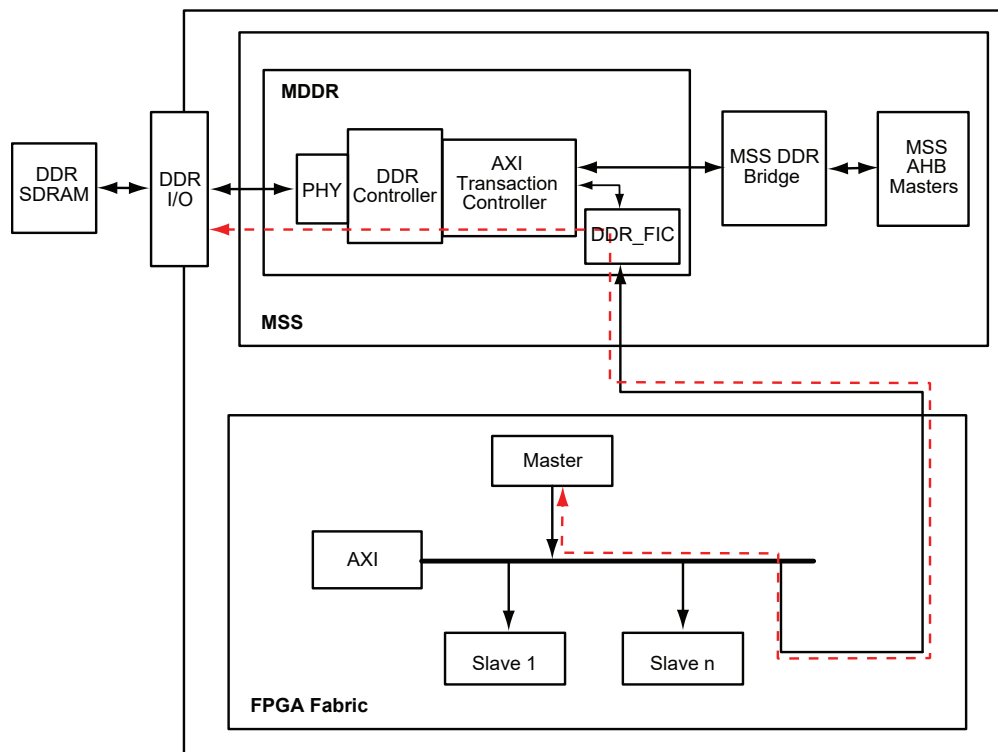 MDDR
DDR
SDRAM
DDR
I/O
PHY
DDR
Controller
AXI
Transaction
Controller
DDR_FIC
MSS DDR
Bridge
MSS
AHB
Masters
MSS
Master
AXI
Slave 1
Slave n
FPGA Fabric